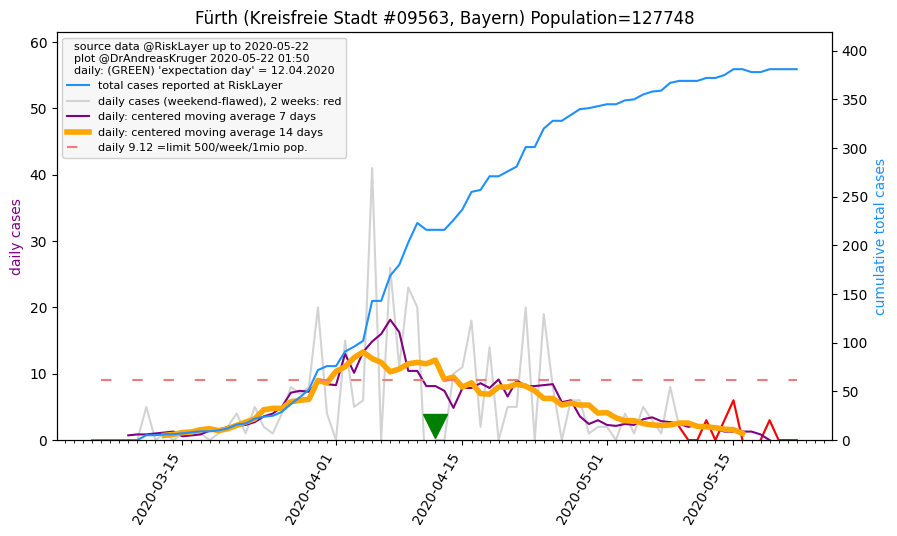 Fürth (Kreisfreie Stadt #09563, Bayern) Population=127748
source data @RiskLayer up to 2020-05-22
plot @DrAndreasKruger 2020-05-22 01:50
daily: (GREEN) 'expectation day' = 12.04.2020
total cases reported at RiskLayer
daily cases (weekend-flawed), 2 weeks: red
daily: centered moving average 7 days
daily: centered moving average 14 days
daily 9.12 =limit 500/week/1mio pop.
daily cases
60
50
40
30
20
10
0
cumulative total cases
400
350
300
250
200
150
100
50
0
2020-03-15
2020-04-01
2020-04-15
2020-05-01
2020-05-15